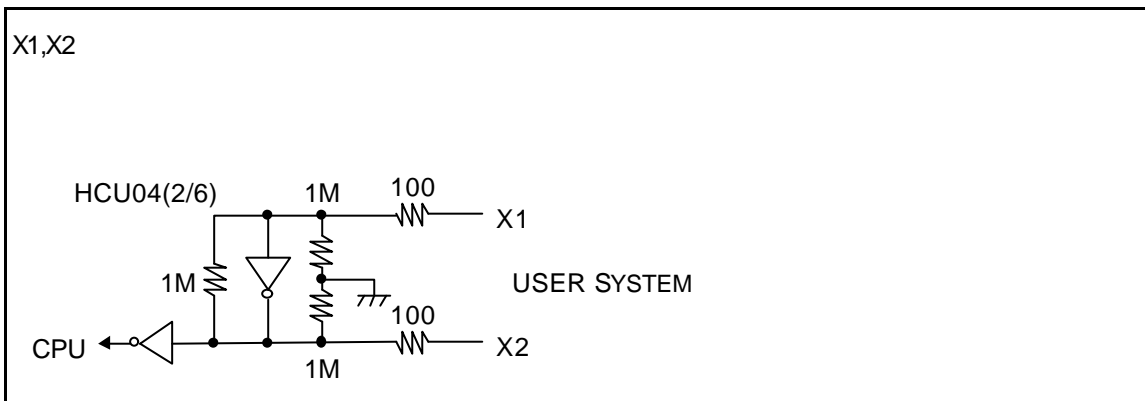 X1,X2
HCU04(2/6)
1M
100
X1
1M
USER SYSTEM
100
CPU
X2
1M